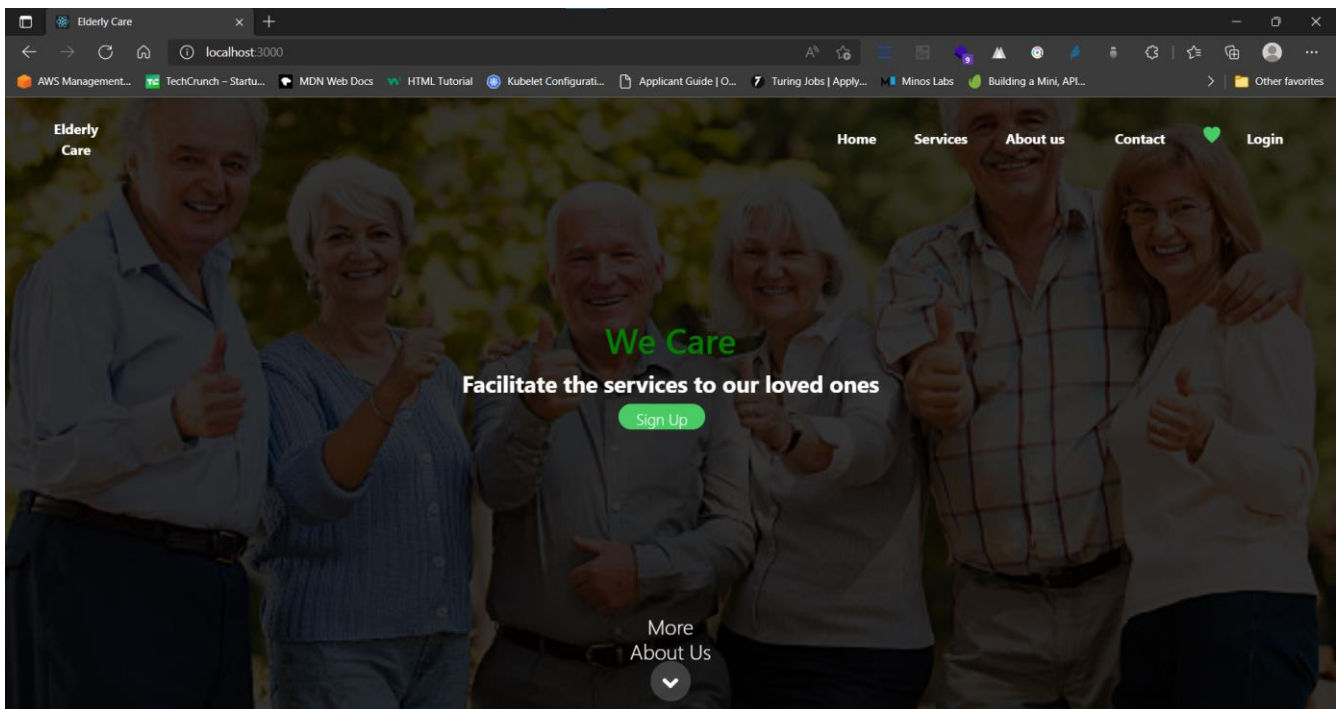 Elderly Care
localhost:3000
9
AWS Management...
TechCrunch – Startu...
MDN Web Docs
HTML Tutorial
Kubelet Configurati...
Applicant Guide | O...
Turing Jobs | Apply...
Minos Labs
Building a Mini, API...
Other favorites
Elderly
Care
Home
Services
About us
Contact
Login
We Care
Facilitate the services to our loved ones
Sign Up
More
About Us